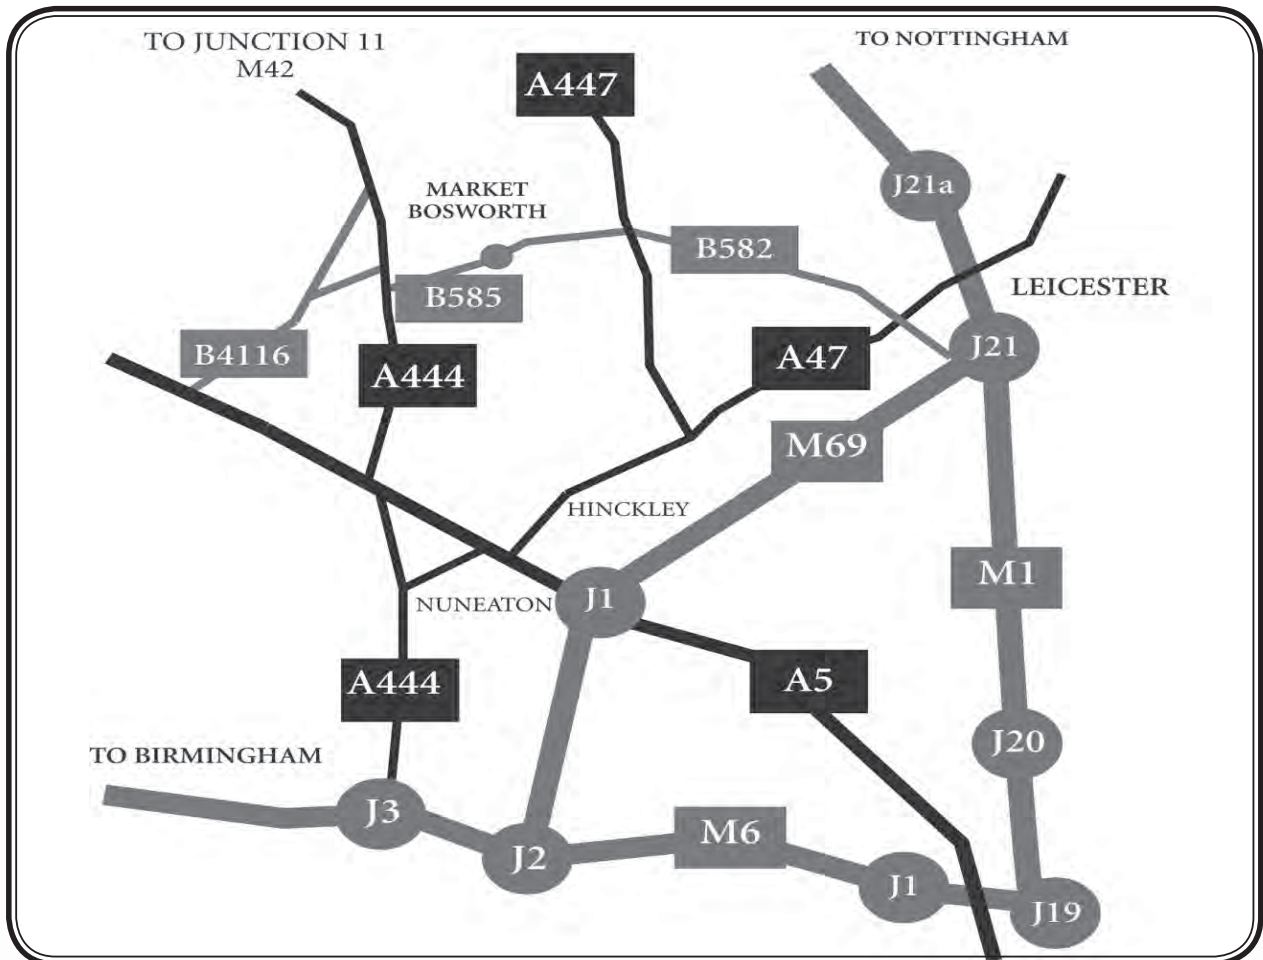 TO JUNCTION 11
M42
TO NOTTINGHAM
A447
J21a
MARKET
BOSWORTH
B582
LEICESTER
B585
B4116
A444
A47
J21
M69
HINCKLEY
M1
NUNEATON
J1
A444
A5
TO BIRMINGHAM
J20
J3
J2
M6
J1
J19